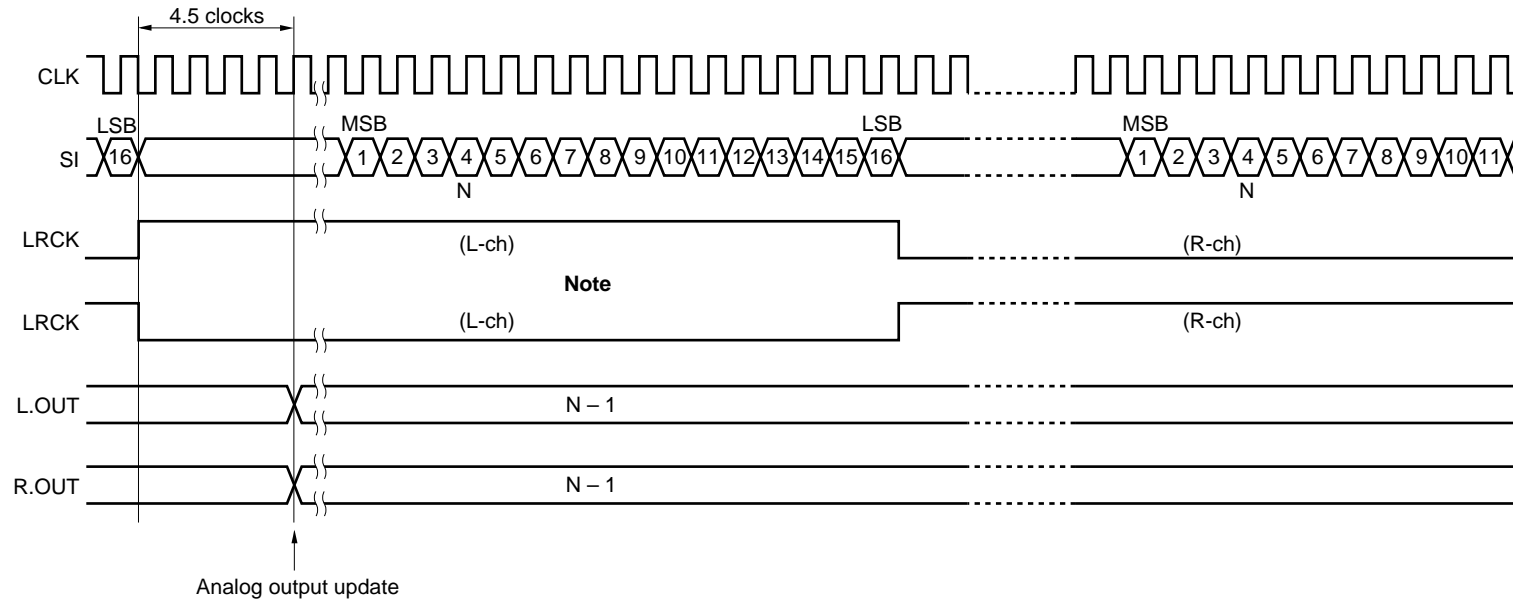 4.5 clocks
CLK
LSB MSB LSB MSB
SI 16 1 2 3 4 5 6 7 8 9 10 11 12 13 14 15 16 1 2 3 4 5 6 7 8 9 10 11
N N
LRCK (L-ch) (R-ch)
Note
LRCK (L-ch) (R-ch)
L.OUT N – 1
R.OUT N – 1
Analog output update